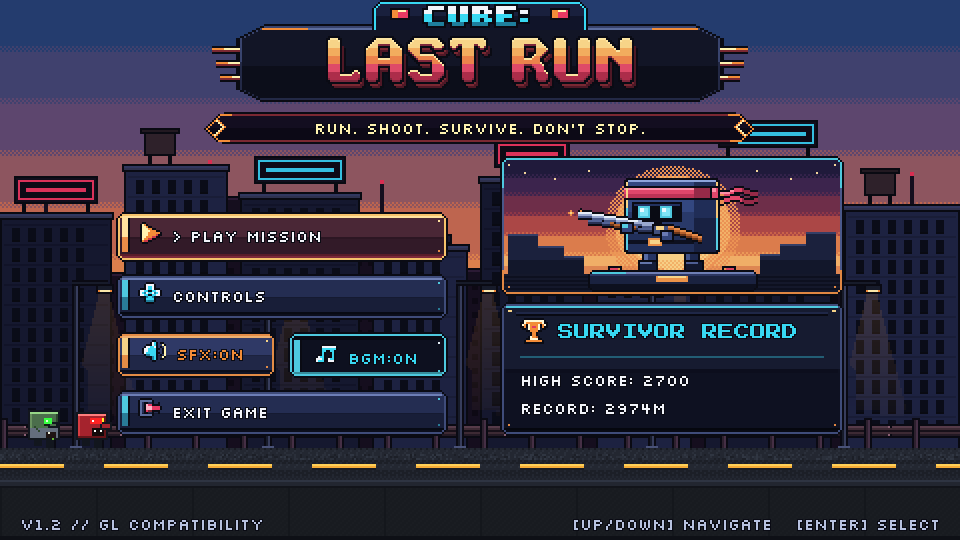 CUBE:
LAST RUN
RUN. SHOOT. SURVIVE. DON'T STOP.
> PLAY MISSION
CONTROLS
SFX:ON
BGM:ON
EXIT GAME
SURVIVOR RECORD
HIGH SCORE: 2700
RECORD: 2974M
V1.2 // GL COMPATIBILITY
[UP/DOWN] NAVIGATE [ENTER] SELECT